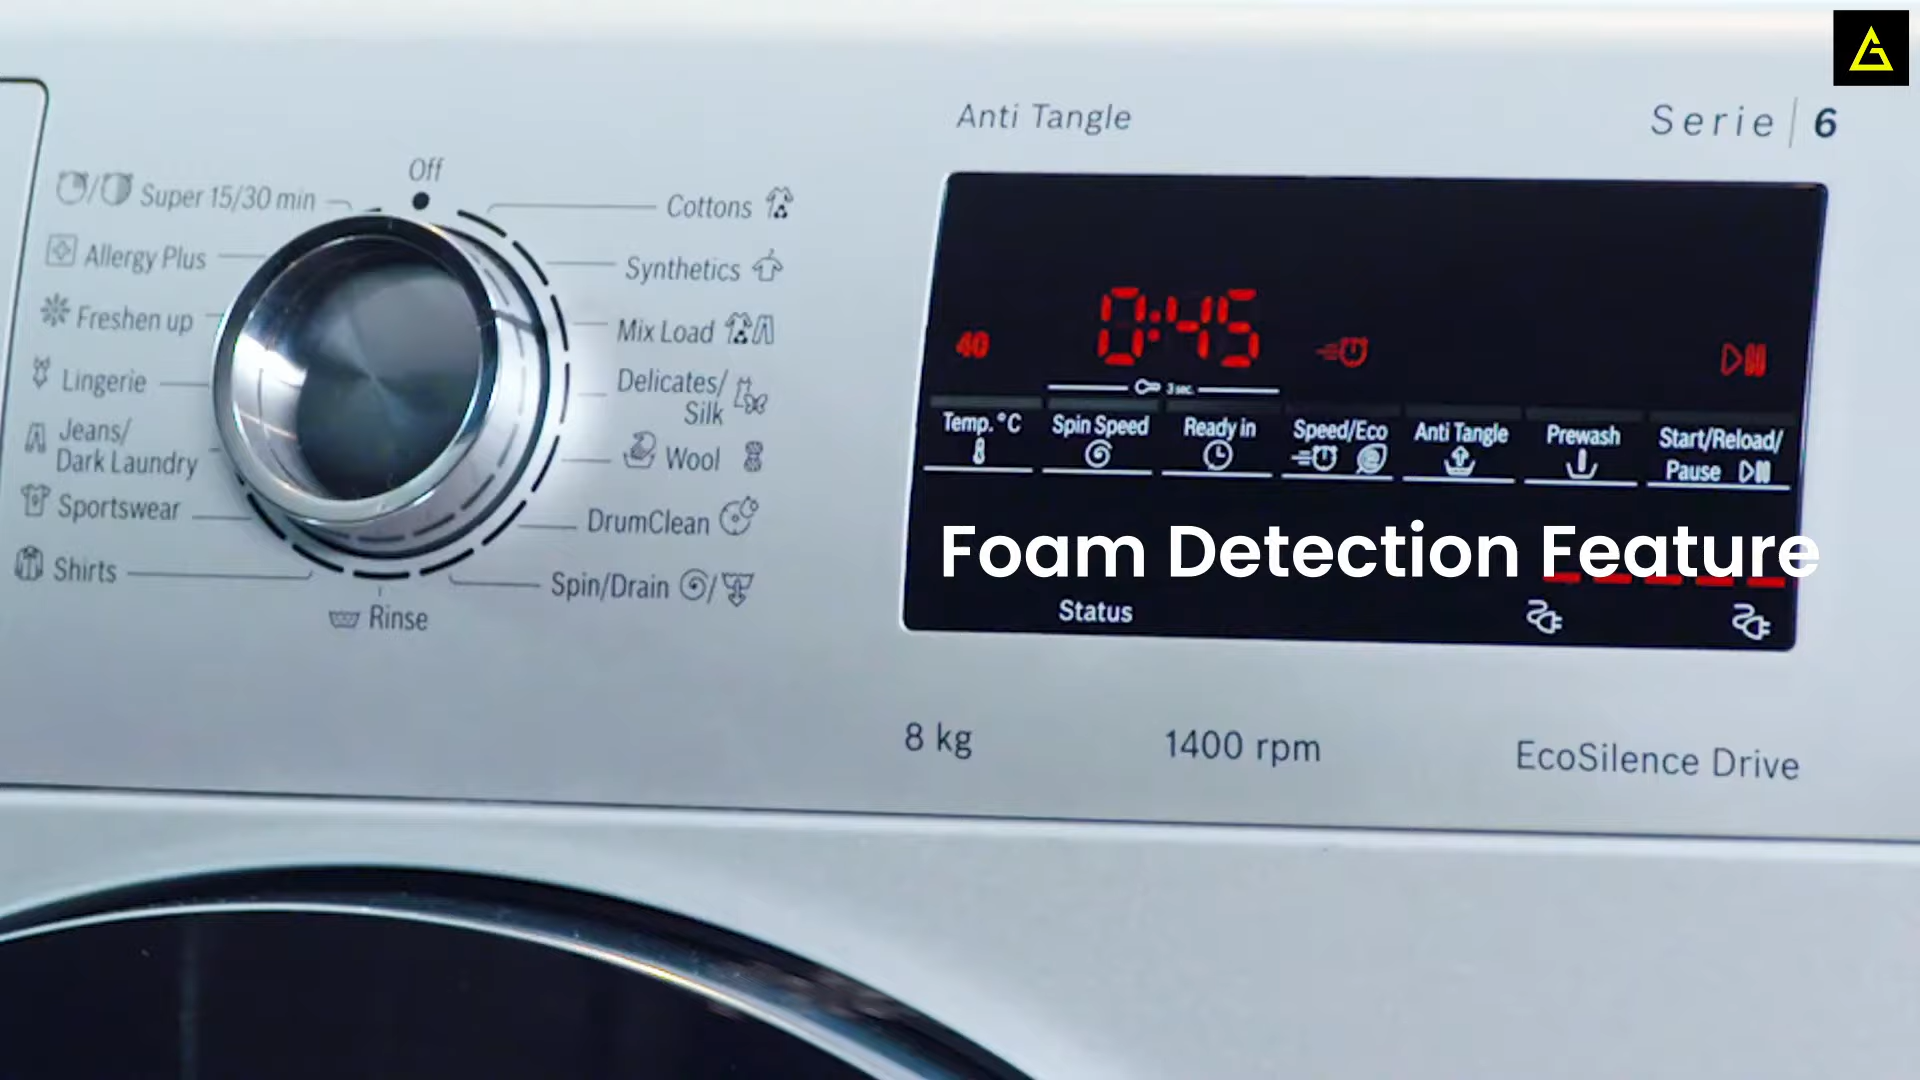 Anti Tangle
Serie | 6
Off
Super 15/30 min
Allergy Plus
Freshen up
Lingerie
Jeans/
Dark Laundry
Sportswear
Shirts
Rinse
Cottons
Synthetics
Mix Load
Delicates/
Silk
Wool
DrumClean
Spin/Drain
40
0:45
3 sec.
Temp. °C
Spin Speed
Ready in
Speed/Eco
Anti Tangle
Prewash
Start/Reload/
Pause
Foam Detection Feature
Status
8 kg
1400 rpm
EcoSilence Drive